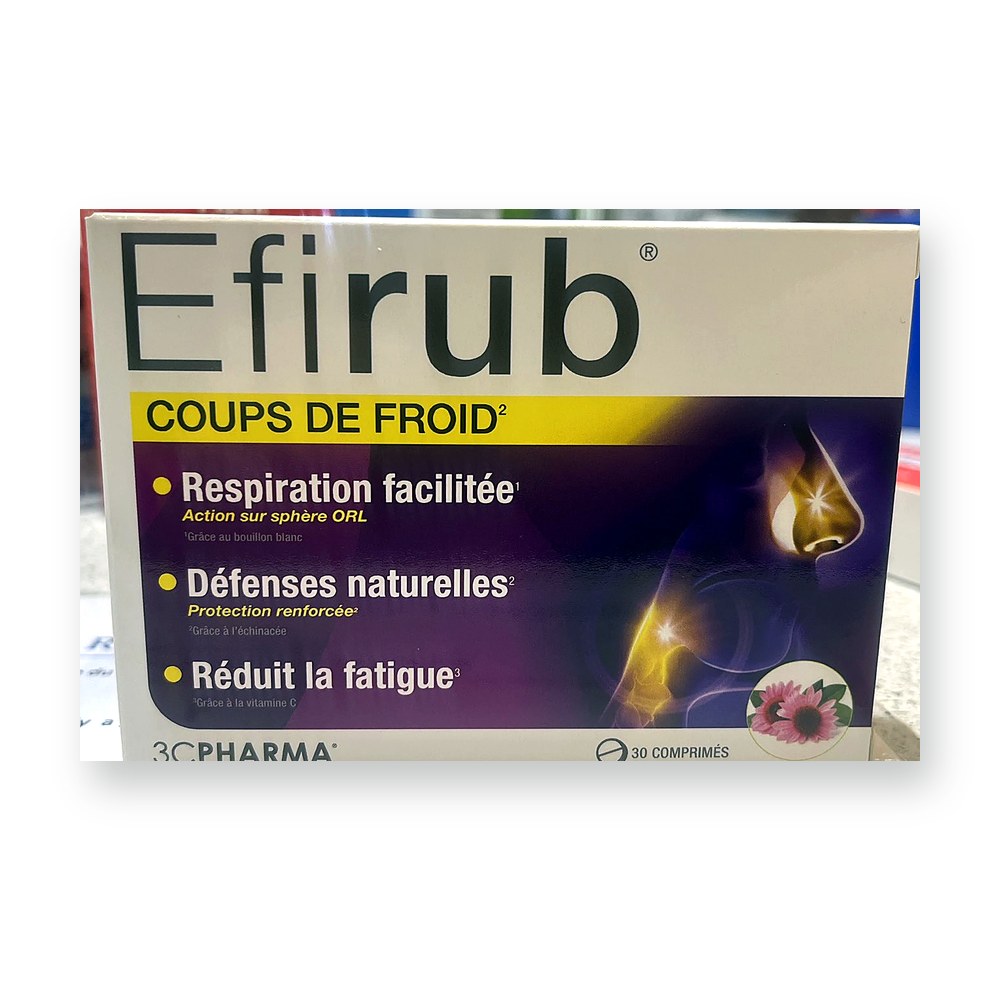 Efirub®
COUPS DE FROID²
Respiration facilitée¹
Action sur sphère ORL
¹Grâce au bouillon blanc
Défenses naturelles²
Protection renforcée²
²Grâce à l'échinacée
Réduit la fatigue³
³Grâce à la vitamine C
3CPHARMA®
30 COMPRIMÉS